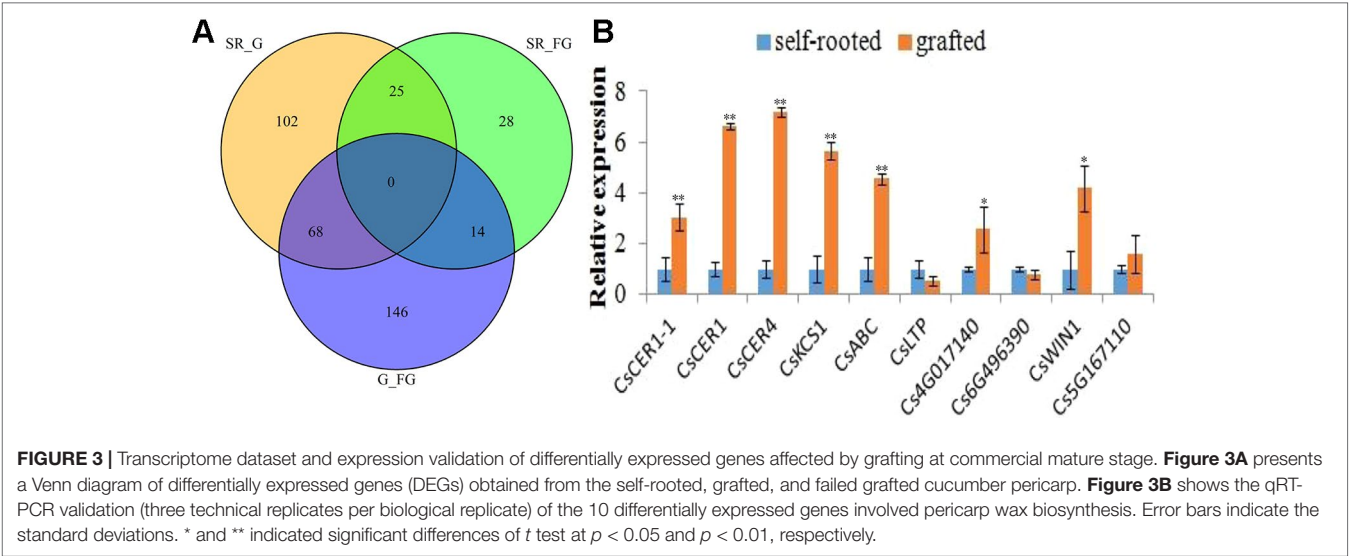 A
SR_G
SR_FG
25
102
28
0
68
14
146
G_FG
B
self-rooted grafted
Relative expression
8
6
4
2
0
** ** ** ** ** * *
CsCER1-1 CsCER1 CsCER4 CsKCS1 CsABC CsLTP Cs4G017140 Cs6G496390 CsWIN1 Cs5G167110
FIGURE 3 | Transcriptome dataset and expression validation of differentially expressed genes affected by grafting at commercial mature stage. Figure 3A presents
a Venn diagram of differentially expressed genes (DEGs) obtained from the self-rooted, grafted, and failed grafted cucumber pericarp. Figure 3B shows the qRT-
PCR validation (three technical replicates per biological replicate) of the 10 differentially expressed genes involved pericarp wax biosynthesis. Error bars indicate the
standard deviations. * and ** indicated significant differences of t test at p < 0.05 and p < 0.01, respectively.